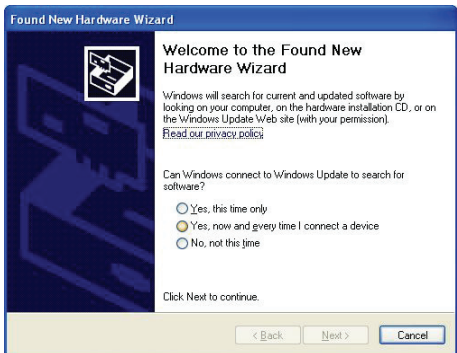 Found New Hardware Wizard
Welcome to the Found New
Hardware Wizard
Windows will search for current and updated software by
looking on your computer, on the hardware installation CD, or on
the Windows Update Web site (with your permission).
Read our privacy policy
Can Windows connect to Windows Update to search for
software?
Yes, this time only
Yes, now and every time I connect a device
No, not this time
Click Next to continue.
< Back
Next >
Cancel